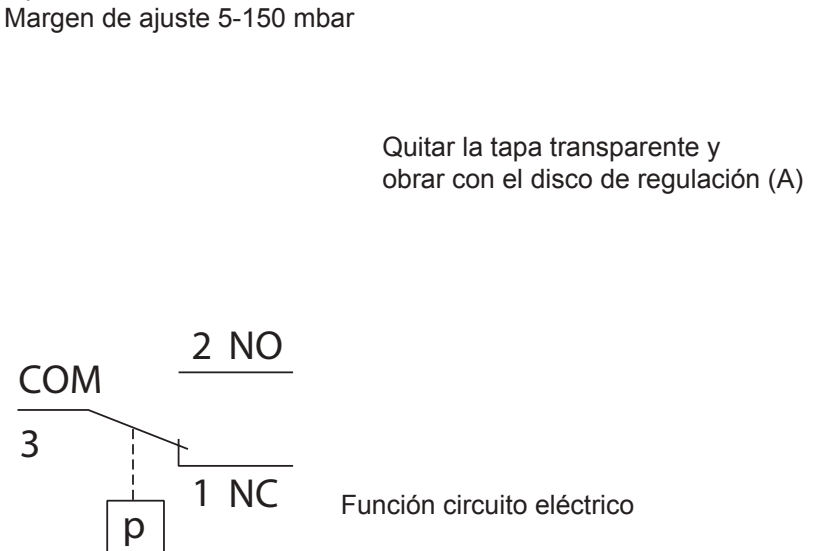 Margen de ajuste 5-150 mbar
Quitar la tapa transparente y
obrar con el disco de regulación (A)
2 NO
COM
3
1 NC
Función circuito eléctrico
p